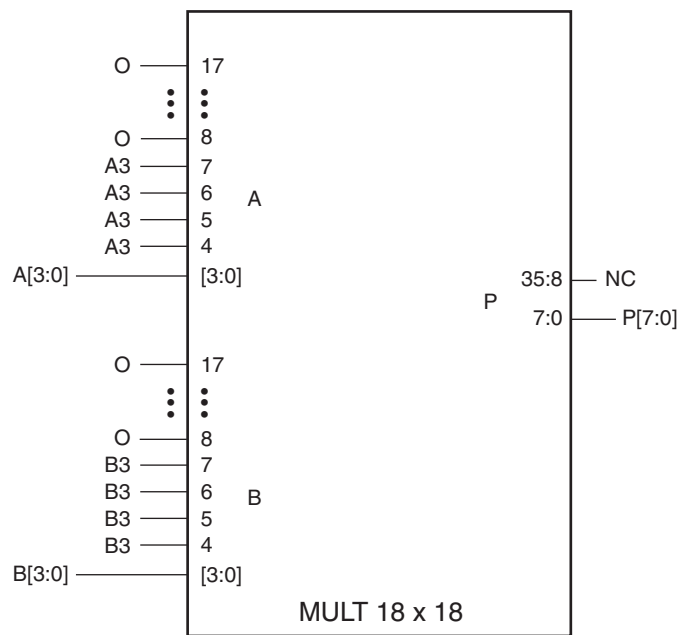 O 17
O 8
A3 7
A3 6
A
A3 5
A3 4
A[3:0] [3:0]
35:8 NC
P
7:0 P[7:0]
O 17
O 8
B3 7
B3 6
B
B3 5
B3 4
B[3:0] [3:0]
MULT 18 x 18